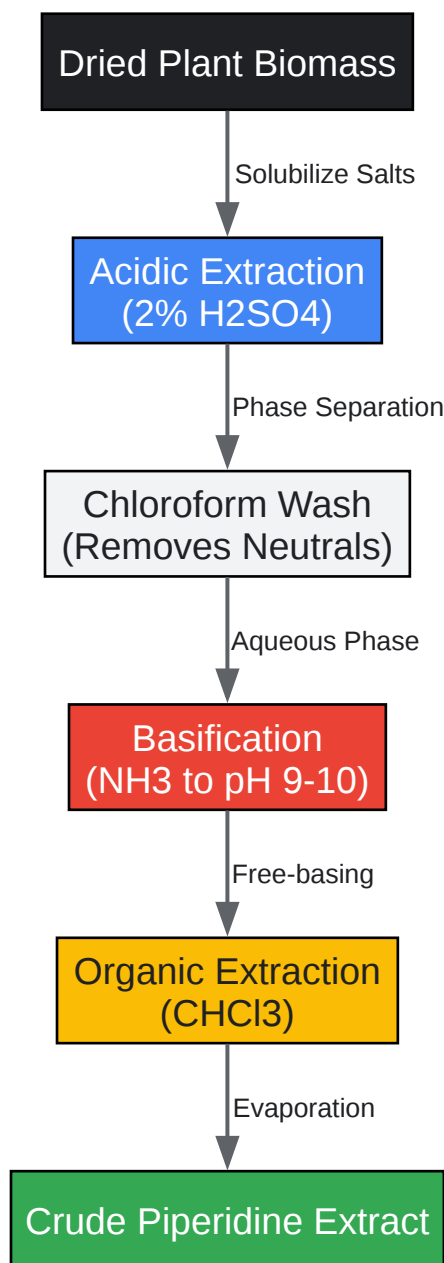 Dried Plant Biomass
Solubilize Salts
Acidic Extraction
(2% H2SO4)
Phase Separation
Chloroform Wash
(Removes Neutrals)
Aqueous Phase
Basification
(NH3 to pH 9-10)
Free-basing
Organic Extraction
(CHCl3)
Evaporation
Crude Piperidine Extract